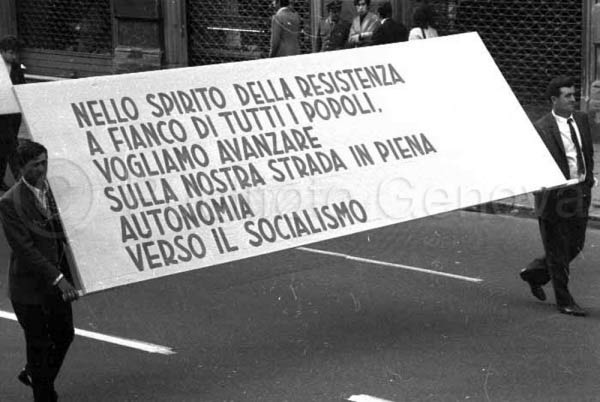 NELLO SPIRITO DELLA RESISTENZA
A FIANCO DI TUTTI I POPOLI.
VOGLIAMO AVANZARE
SULLA NOSTRA STRADA IN PIENA
AUTONOMIA
VERSO IL SOCIALISMO